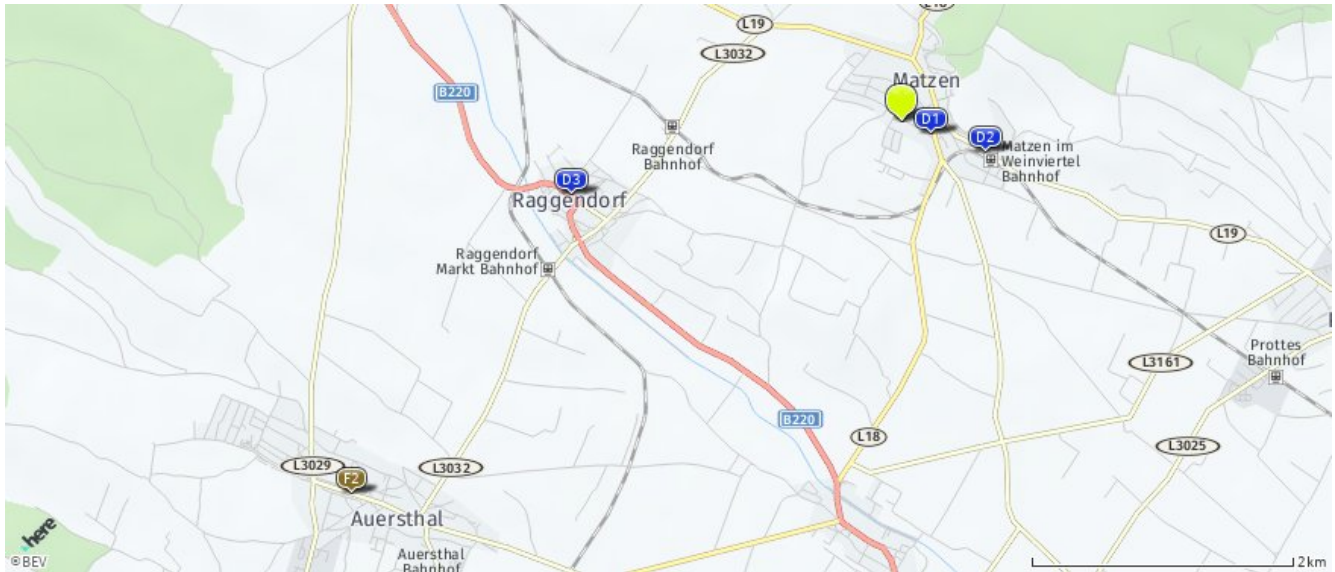 L18
L19
L3032
B220
Matzen
D1
D2
Matzen im
Weinviertel
Bahnhof
Raggendorf
Bahnhof
D3
Raggendorf
L19
Raggendorf
Markt Bahnhof
Prottes
Bahnhof
L3161
B220
L18
L3025
L3029
L3032
F2
Auersthal
Auersthal
Bahnhof
here
©BEV
2km